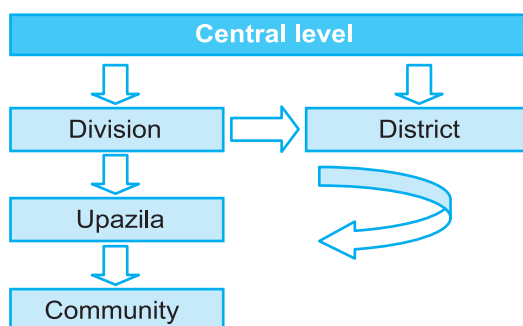 Central level
Division
District
Upazila
Community